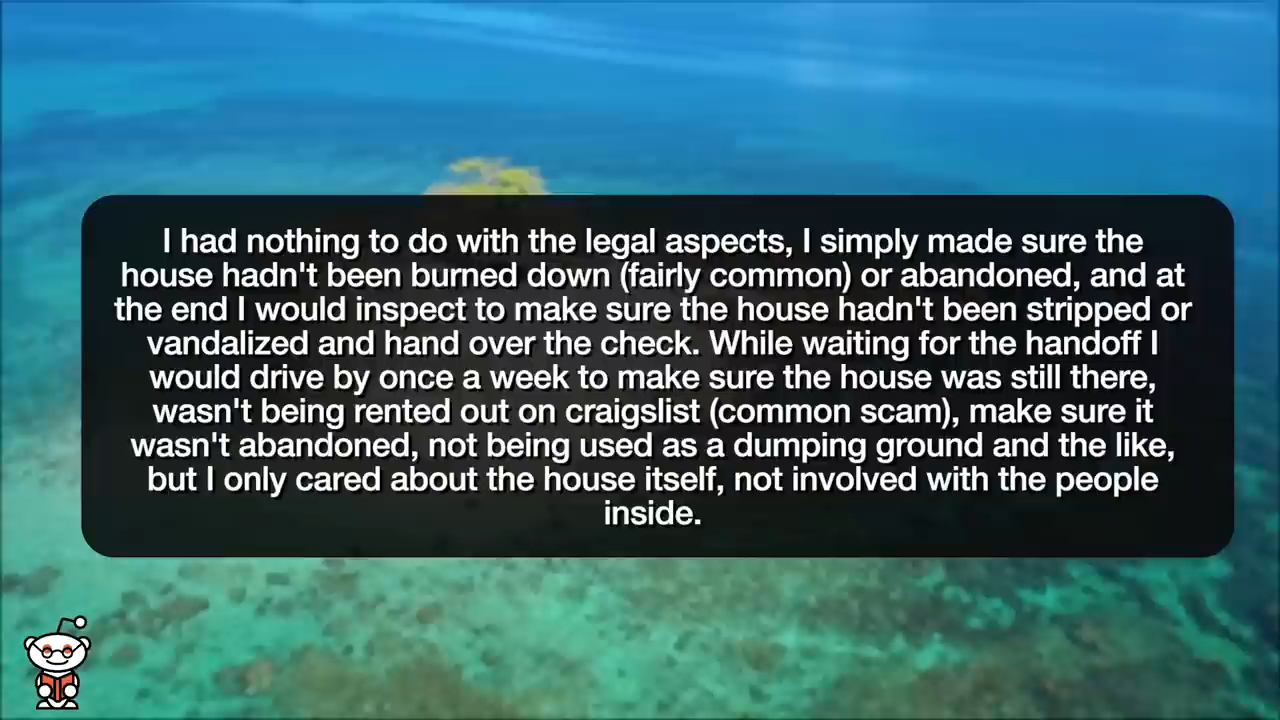 I had nothing to do with the legal aspects, I simply made sure the
house hadn't been burned down (fairly common) or abandoned, and at
the end I would inspect to make sure the house hadn't been stripped or
vandalized and hand over the check. While waiting for the handoff I
would drive by once a week to make sure the house was still there,
wasn't being rented out on craigslist (common scam), make sure it
wasn't abandoned, not being used as a dumping ground and the like,
but I only cared about the house itself, not involved with the people
inside.